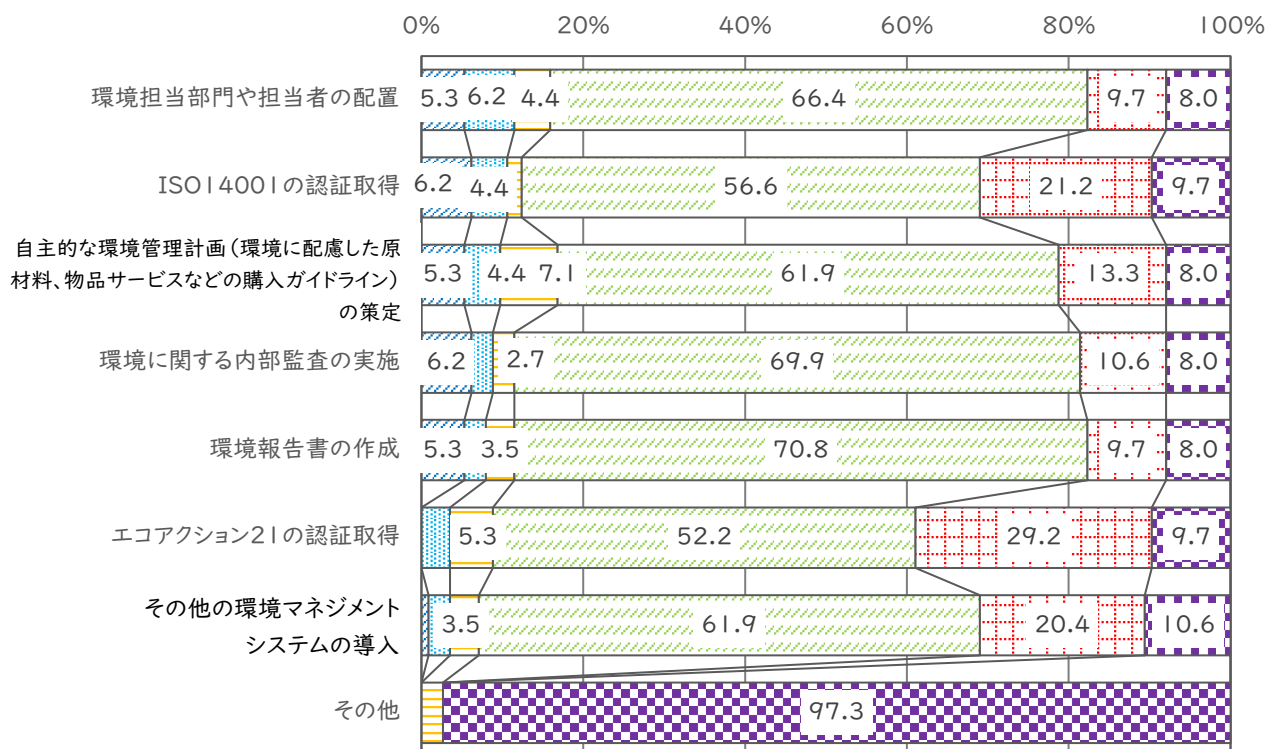 0% 20% 40% 60% 80% 100%
環境担当部門や担当者の配置 5.3 6.2 4.4 66.4 9.7 8.0
ISO14001の認証取得 6.2 4.4 56.6 21.2 9.7
自主的な環境管理計画(環境に配慮した原
材料、物品サービスなどの購入ガイドライン)
の策定
5.3 4.4 7.1 61.9 13.3 8.0
環境に関する内部監査の実施 6.2 2.7 69.9 10.6 8.0
環境報告書の作成 5.3 3.5 70.8 9.7 8.0
エコアクション21の認証取得 5.3 52.2 29.2 9.7
その他の環境マネジメント
システムの導入
3.5 61.9 20.4 10.6
その他 97.3